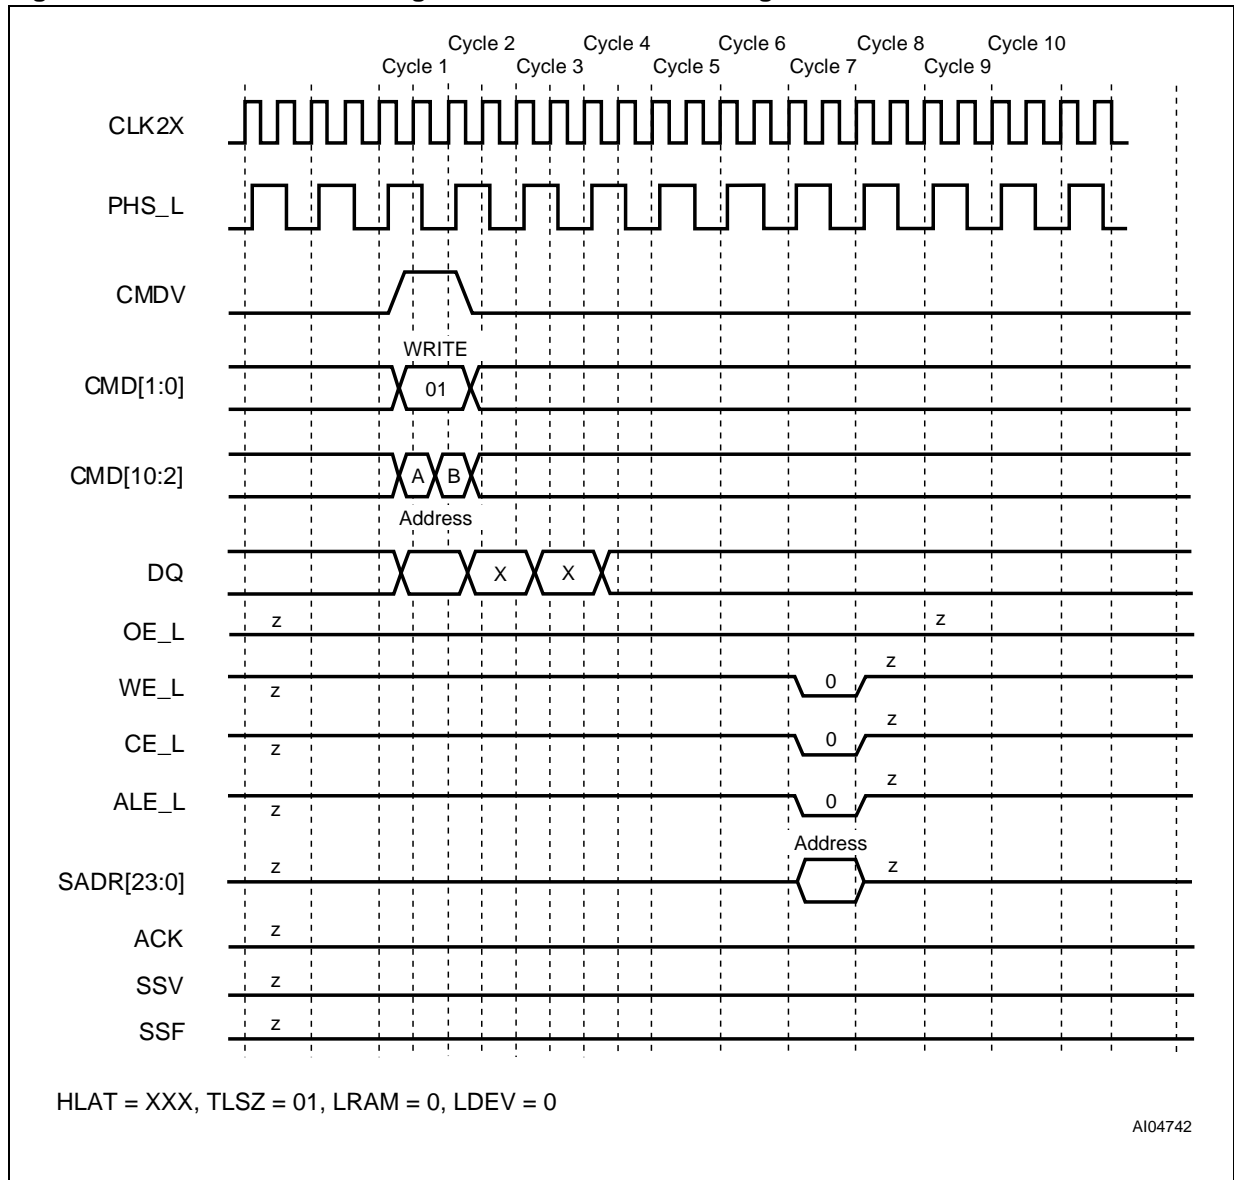 Cycle 2 Cycle 4 Cycle 6 Cycle 8 Cycle 10
Cycle 1 Cycle 3 Cycle 5 Cycle 7 Cycle 9
CLK2X
PHS_L
CMDV
WRITE
CMD[1:0] 01
CMD[10:2] A B
Address
DQ X X
z z
OE_L
z
WE_L z 0
z
CE_L z 0
z
ALE_L z 0
Address
z z
SADR[23:0]
z
ACK
SSV z
SSF z
HLAT = XXX, TLSZ = 01, LRAM = 0, LDEV = 0
AI04742